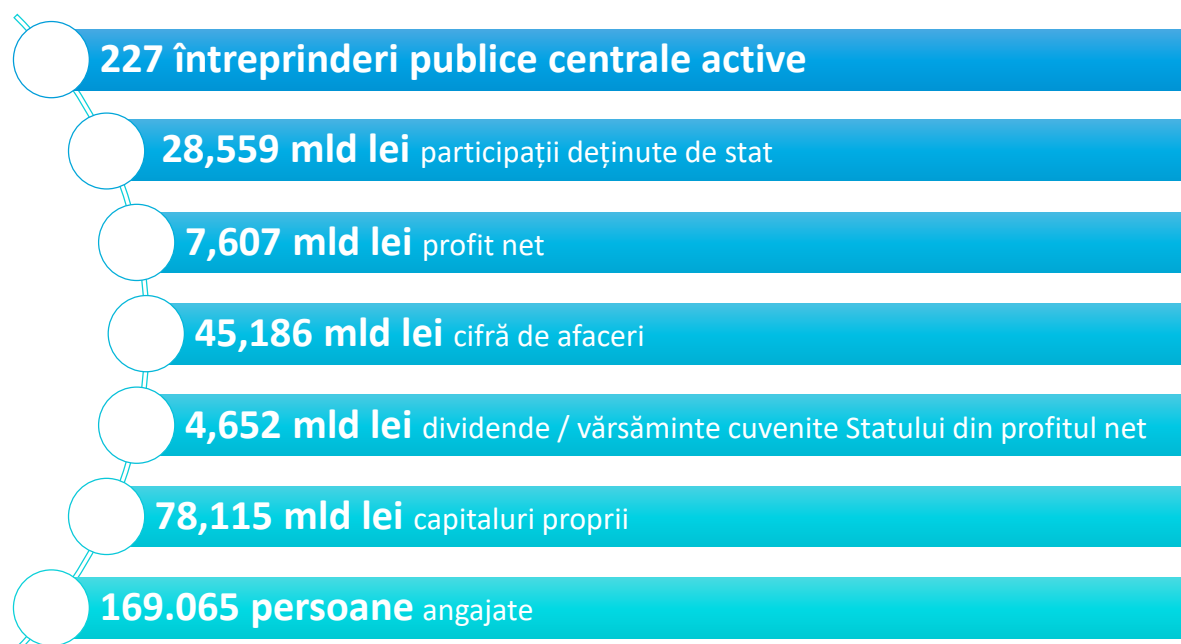 227 întreprinderi publice centrale active
28,559 mld lei participații deținute de stat
7,607 mld lei profit net
45,186 mld lei cifră de afaceri
4,652 mld lei dividende / vărsăminte cuvenite Statului din profitul net
78,115 mld lei capitaluri proprii
169.065 persoane angajate